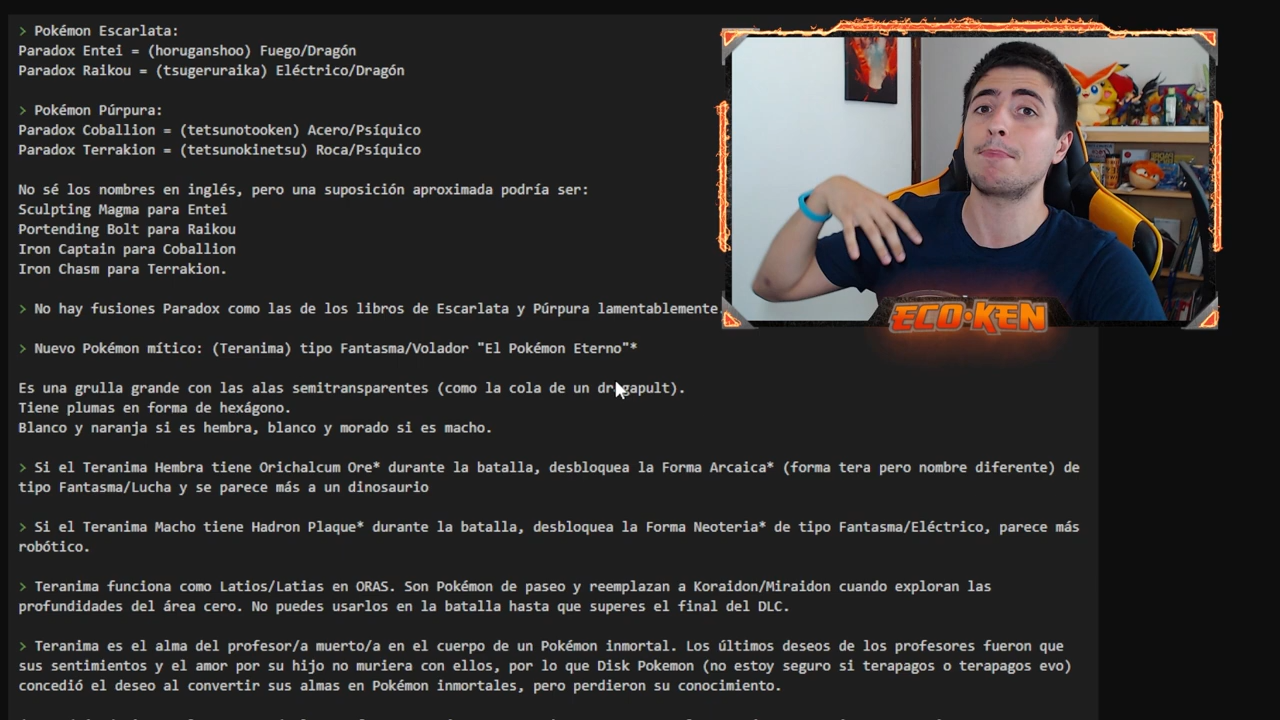 > Pokémon Escarlata:
Paradox Entei = (horuganshoo) Fuego/Dragón
Paradox Raikou = (tsugeruraika) Eléctrico/Dragón
> Pokémon Púrpura:
Paradox Coballion = (tetsunotooken) Acero/Psíquico
Paradox Terrakion = (tetsunokinetsu) Roca/Psíquico
No sé los nombres en inglés, pero una suposición aproximada podría ser:
Sculpting Magma para Entei
Portending Bolt para Raikou
Iron Captain para Coballion
Iron Chasm para Terrakion.
> No hay fusiones Paradox como las de los libros de Escarlata y Púrpura lamentablemente
ECO·KEN
> Nuevo Pokémon mítico: (Teranima) tipo Fantasma/Volador "El Pokémon Eterno"*
Es una grulla grande con las alas semitransparentes (como la cola de un dragapult).
Tiene plumas en forma de hexágono.
Blanco y naranja si es hembra, blanco y morado si es macho.
> Si el Teranima Hembra tiene Orichalcum Ore* durante la batalla, desbloquea la Forma Arcaica* (forma tera pero nombre diferente) de
tipo Fantasma/Lucha y se parece más a un dinosaurio
> Si el Teranima Macho tiene Hadron Plaque* durante la batalla, desbloquea la Forma Neoteria* de tipo Fantasma/Eléctrico, parece más
robótico.
> Teranima funciona como Latios/Latias en ORAS. Son Pokémon de paseo y reemplazan a Koraidon/Miraidon cuando exploran las
profundidades del área cero. No puedes usarlos en la batalla hasta que superes el final del DLC.
> Teranima es el alma del profesor/a muerto/a en el cuerpo de un Pokémon inmortal. Los últimos deseos de los profesores fueron que
sus sentimientos y el amor por su hijo no muriera con ellos, por lo que Disk Pokemon (no estoy seguro si terapagos o terapagos evo)
concedió el deseo al convertir sus almas en Pokémon inmortales, pero perdieron su conocimiento.